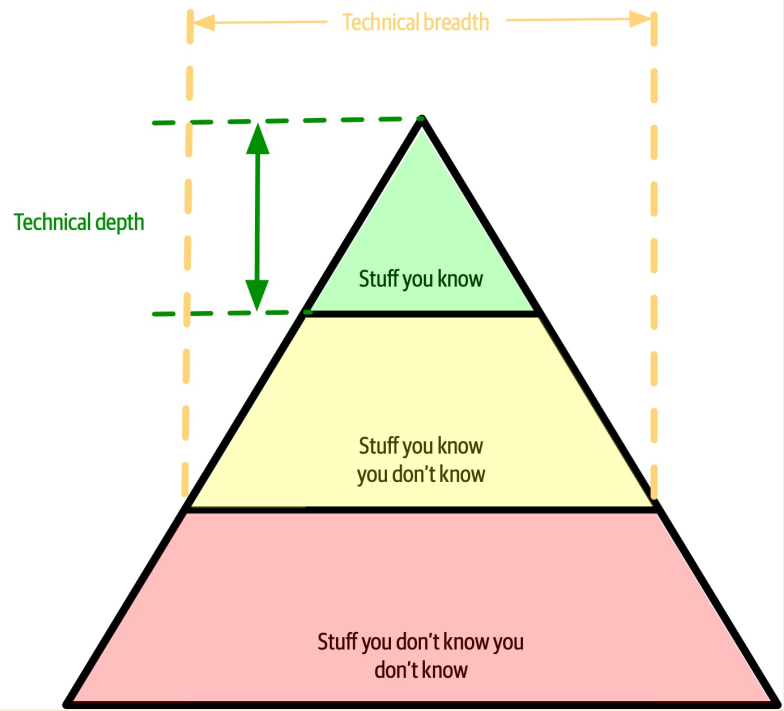 Technical breadth
Technical depth
Stuff you know
Stuff you know
you don't know
Stuff you don't know you
don't know